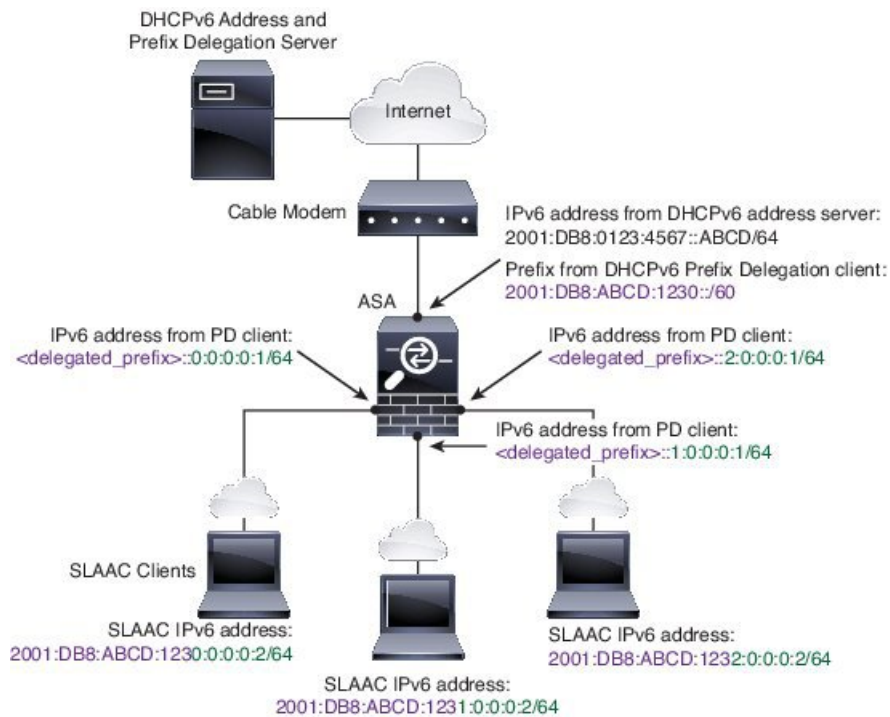 DHCPv6 Address and
Prefix Delegation Server
Internet
Cable Modem
IPv6 address from DHCPv6 address server:
2001:DB8:0123:4567::ABCD/64
Prefix from DHCPv6 Prefix Delegation client:
2001:DB8:ABCD:1230::/60
ASA
IPv6 address from PD client:
<delegated_prefix>::0:0:0:0:1/64
IPv6 address from PD client:
<delegated_prefix>::2:0:0:0:1/64
IPv6 address from PD client:
<delegated_prefix>::1:0:0:0:1/64
SLAAC Clients
SLAAC IPv6 address:
2001:DB8:ABCD:1230:0:0:0:2/64
SLAAC IPv6 address:
2001:DB8:ABCD:1231:0:0:0:2/64
SLAAC IPv6 address:
2001:DB8:ABCD:1232:0:0:0:2/64